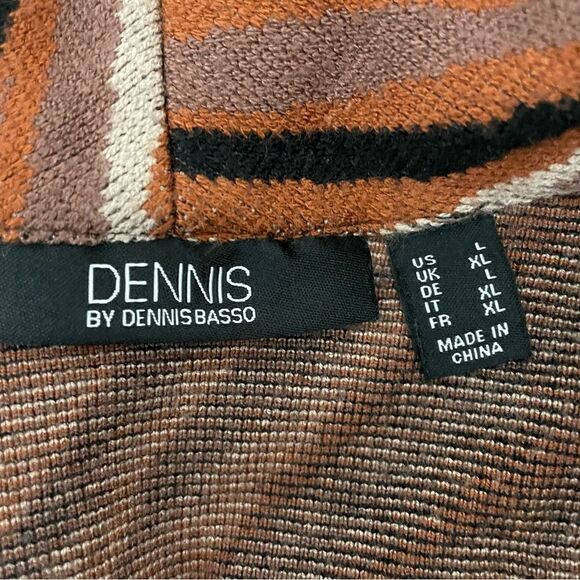 DENNIS
BY DENNIS BASSO
US L
UK XL
DE L
IT XL
FR XL
MADE IN
CHINA